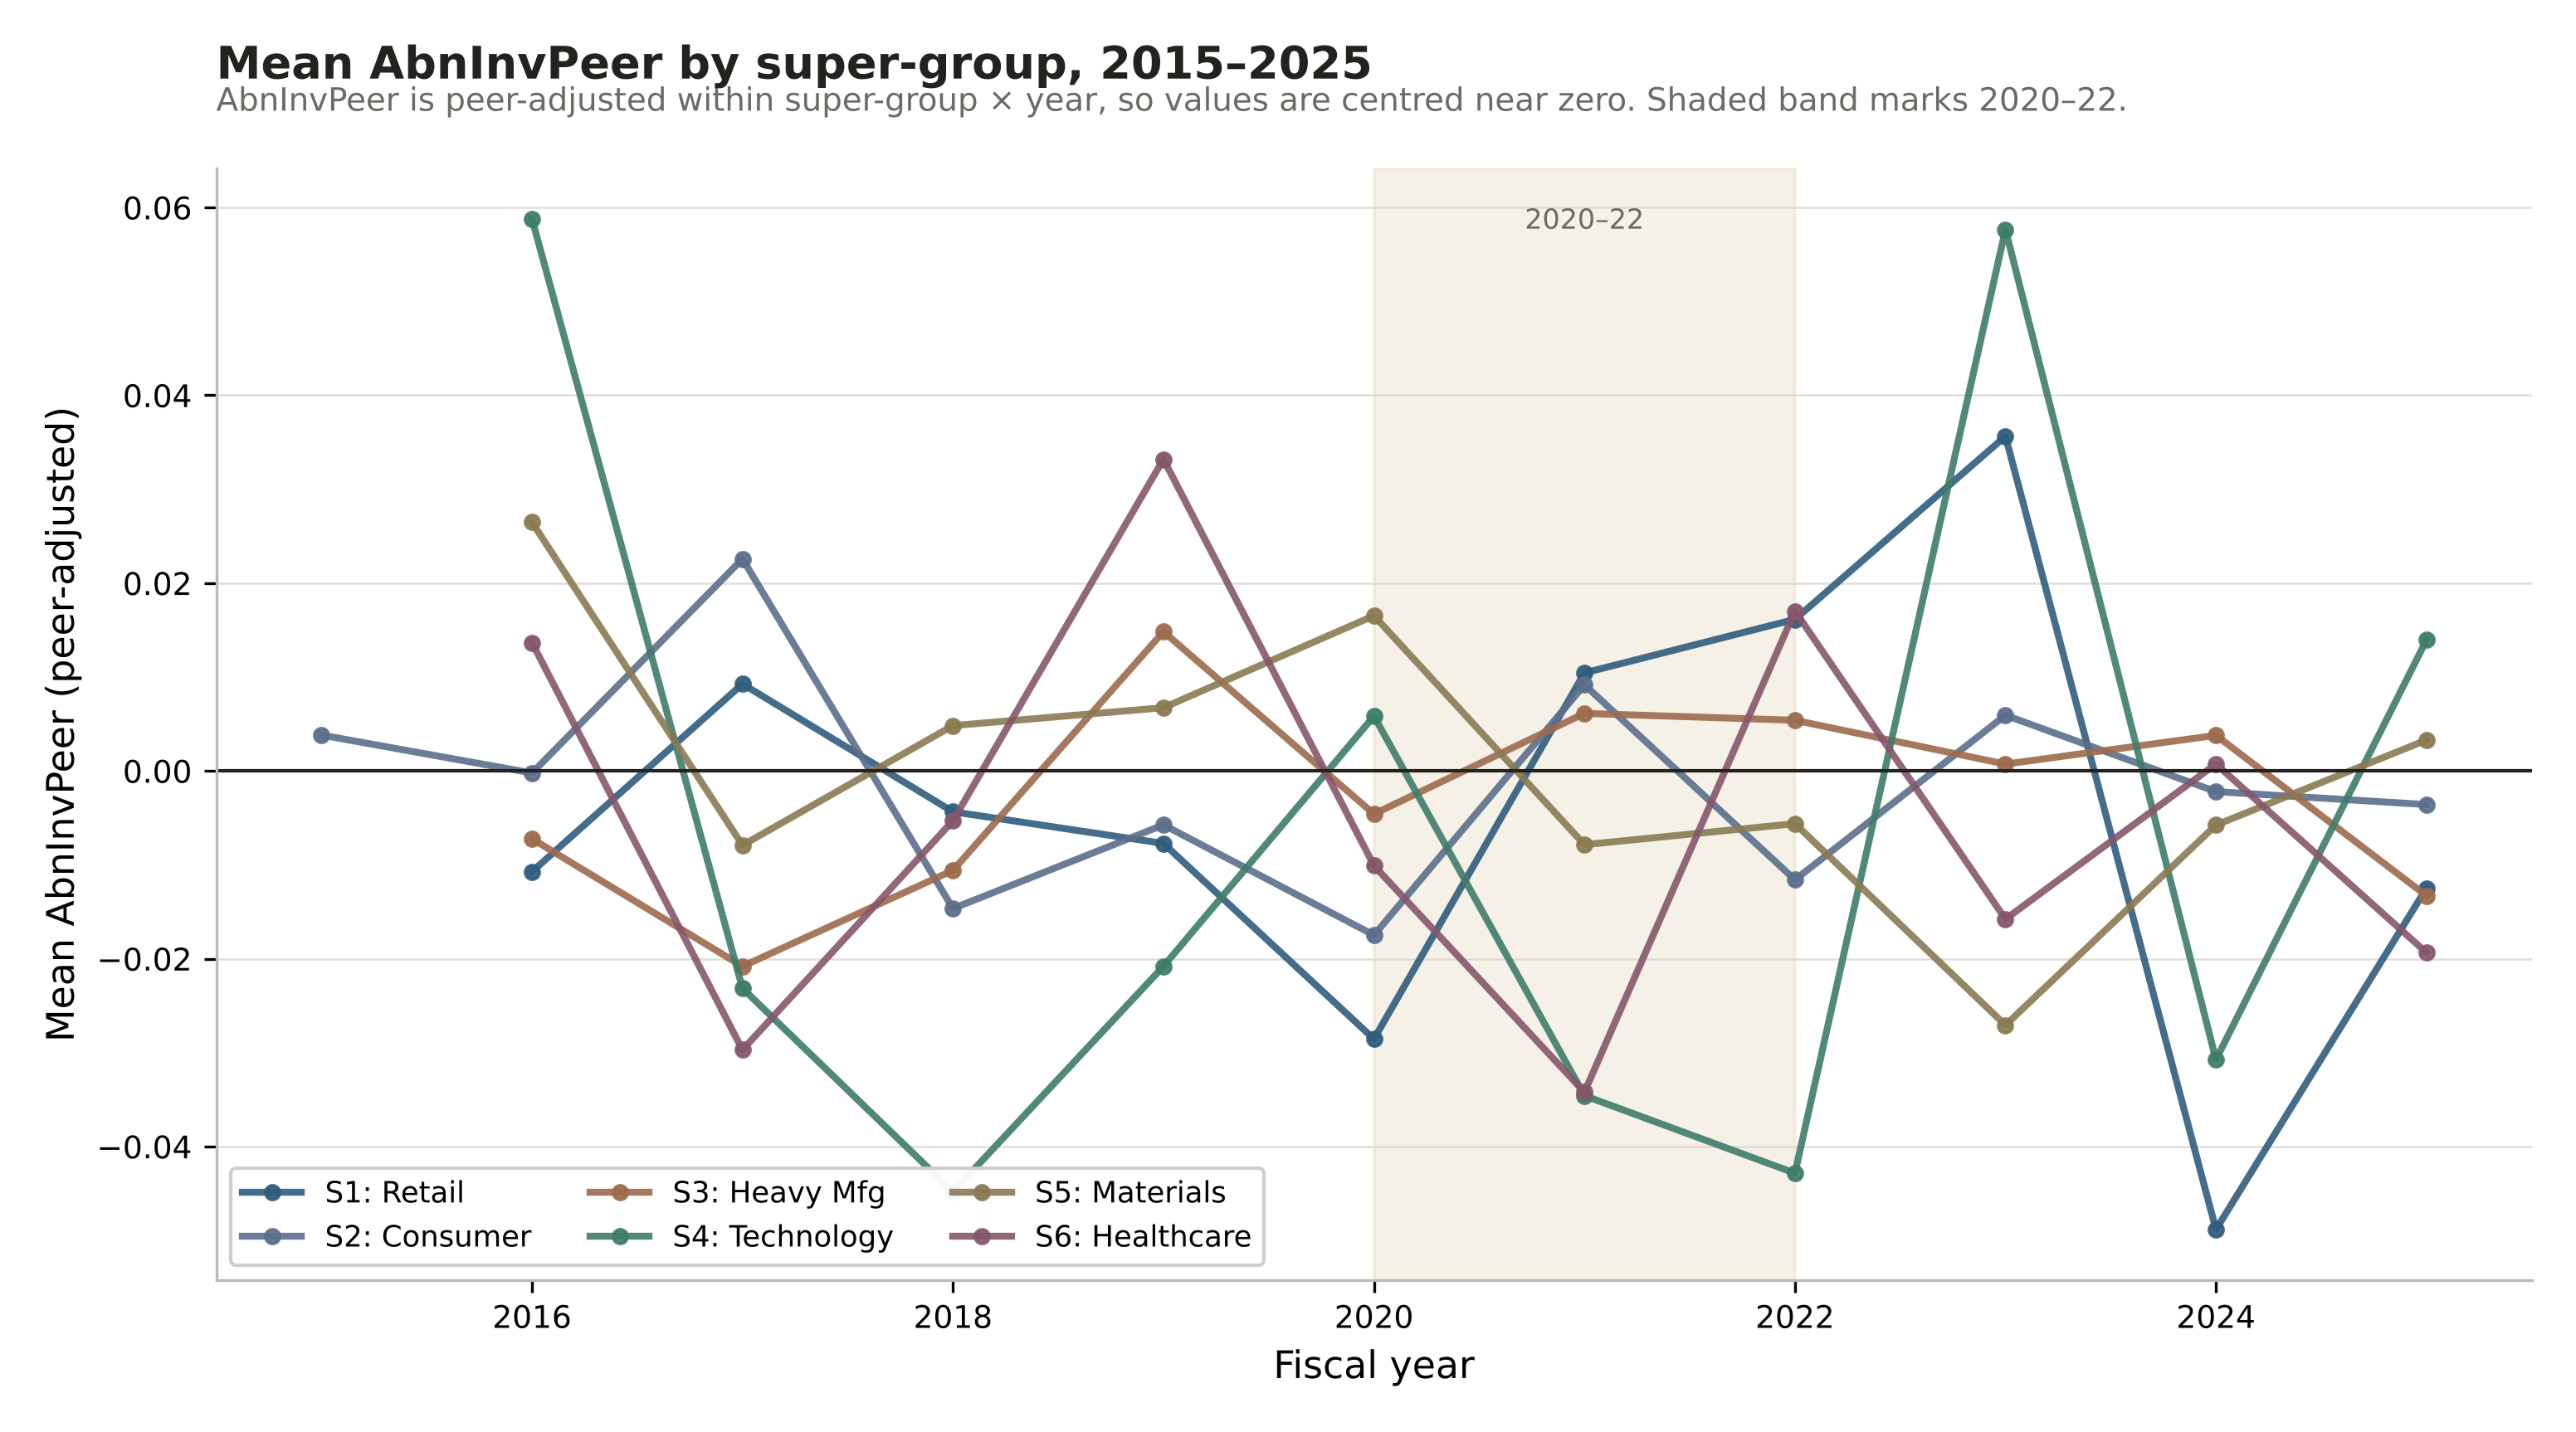 Mean AbnInvPeer by super-group, 2015–2025
AbnInvPeer is peer-adjusted within super-group × year, so values are centred near zero. Shaded band marks 2020–22.
2020–22
Mean AbnInvPeer (peer-adjusted)
0.06
0.04
0.02
0.00
−0.02
−0.04
S1: Retail
S2: Consumer
S3: Heavy Mfg
S4: Technology
S5: Materials
S6: Healthcare
2016
2018
2020
2022
2024
Fiscal year